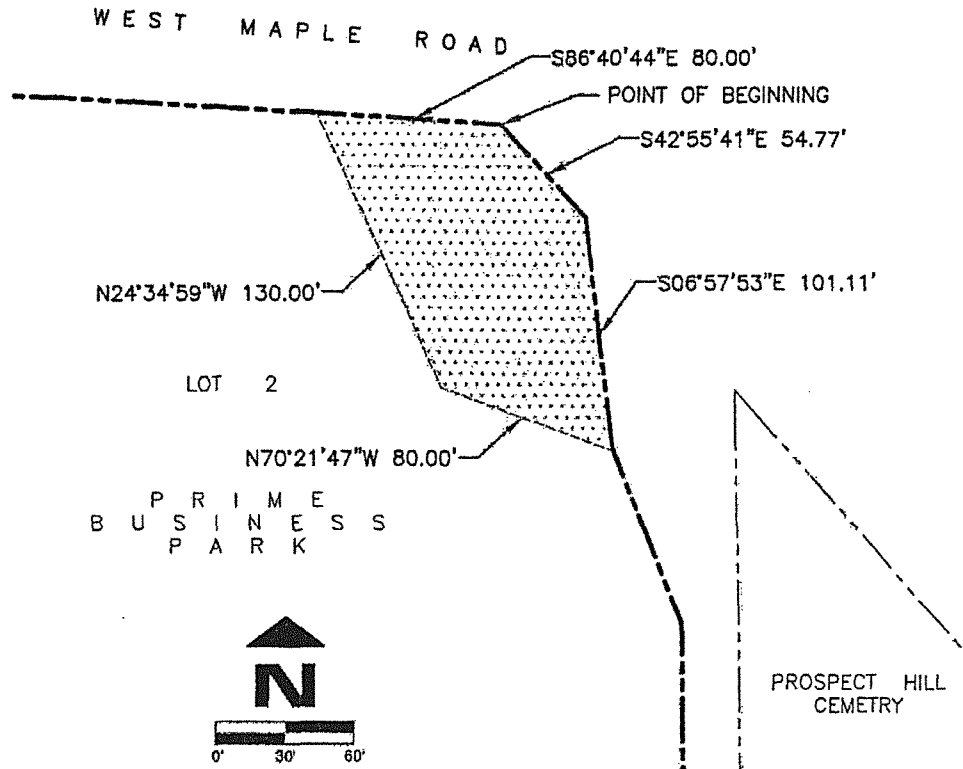 WEST MAPLE ROAD
S86°40'44"E 80.00'
POINT OF BEGINNING
S42°55'41"E 54.77'
N24°34'59"W 130.00'
S06°57'53"E 101.11'
LOT 2
N70°21'47"W 80.00'
PRIME
BUSINESS
PARK
N
0' 30' 60'
PROSPECT HILL
CEMETRY